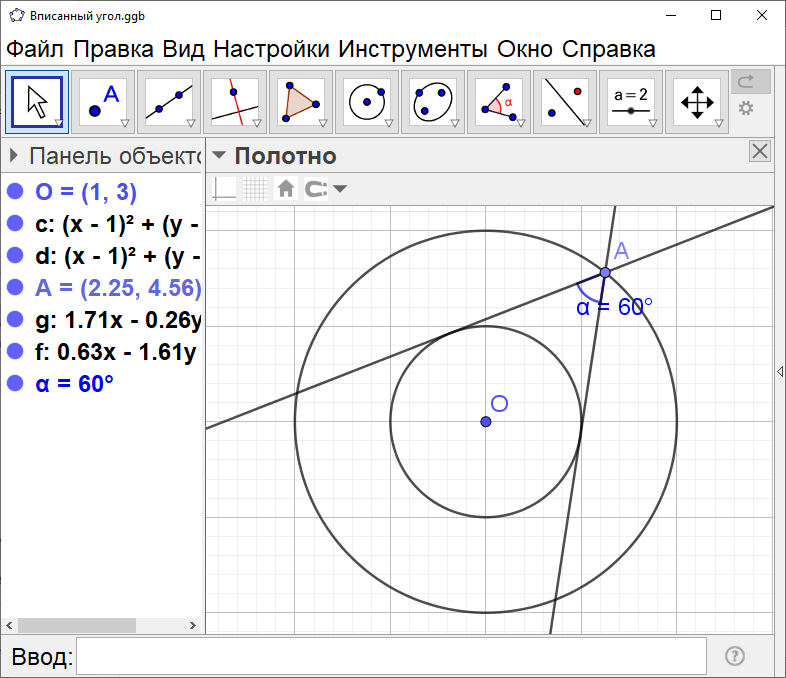 Вписанный угол.ggb
Файл Правка Вид Настройки Инструменты Окно Справка
A
α
a=2
Панель объекто
Полотно
O = (1, 3)
c: (x - 1)² + (y -
d: (x - 1)² + (y -
A = (2.25, 4.56)
g: 1.71x - 0.26y
f: 0.63x - 1.61y
α = 60°
A
α = 60°
O
Ввод:
?